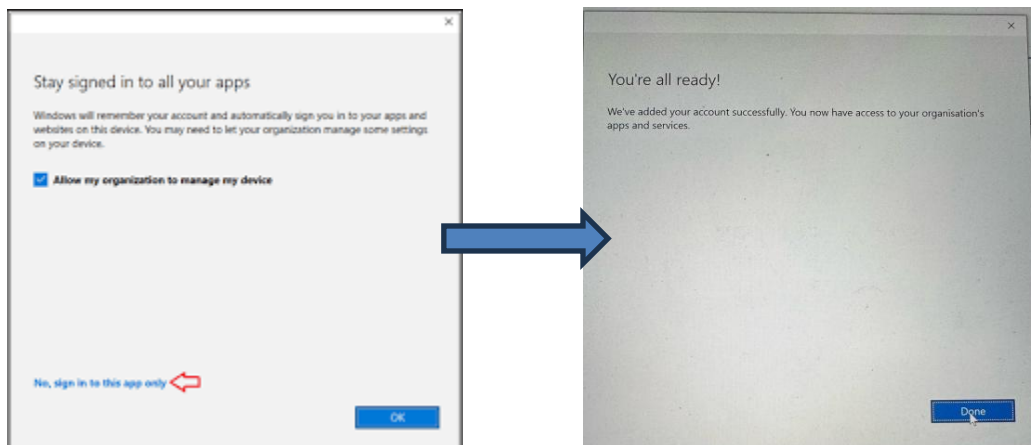 Stay signed in to all your apps
Windows will remember your account and automatically sign you in to your apps and
websites on this device. You may need to let your organization manage some settings
on your device.
Allow my organization to manage my device
No, sign in to this app only
OK
You're all ready!
We've added your account successfully. You now have access to your organisation's
apps and services.
Done